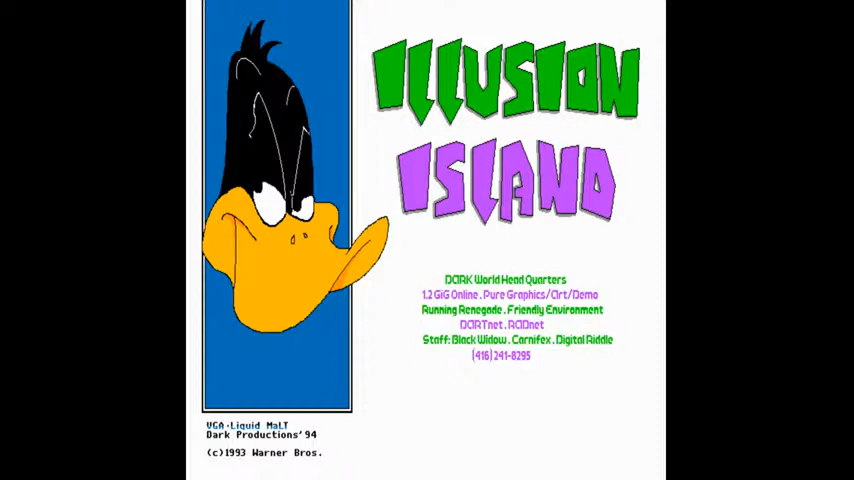 ILLUSION
ISLAND
DARK World Head Quarters
1.2 GiG Online . Pure Graphics/Art/Demo
Running Renegade . Friendly Environment
DARTnet . RADnet
Staff: Black Widow . Carnifex . Digital Riddle
(416)241-8295
VGA·Liquid MaLT
Dark Productions'94
(c)1993 Warner Bros.